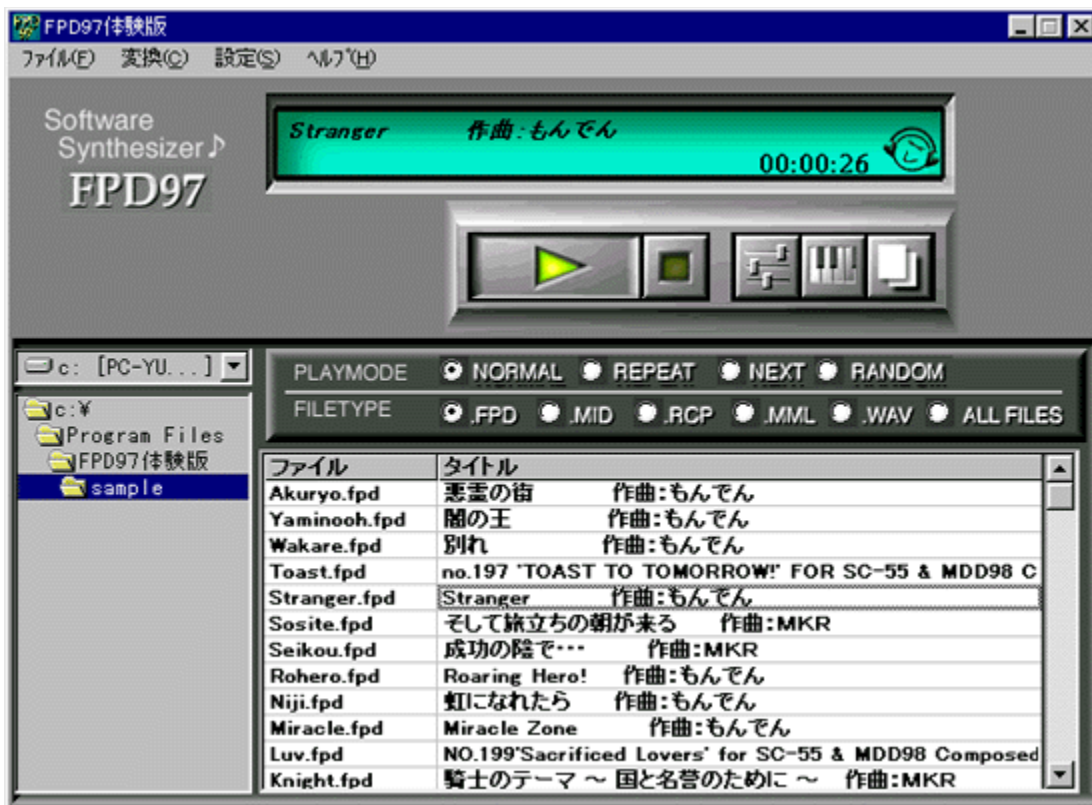 FPD97体験版
ファイル(F) 変換(C) 設定(S) ヘルプ(H)
Software
Synthesizer♪
FPD97
Stranger 作曲:もんでん
00:00:26
c: [PC-YU...]
c:¥
Program Files
FPD97体験版
sample
PLAYMODE NORMAL REPEAT NEXT RANDOM
FILETYPE .FPD .MID .RCP .MML .WAV ALL FILES
ファイル タイトル
Akuryo.fpd 悪霊の街 作曲:もんでん
Yaminooh.fpd 闇の王 作曲:もんでん
Wakare.fpd 別れ 作曲:もんでん
Toast.fpd no.197 "TOAST TO TOMORROW!" FOR SC-55 & MDD98 C
Stranger.fpd Stranger 作曲:もんでん
Sosite.fpd そして旅立ちの朝が来る 作曲:MKR
Seikou.fpd 成功の陰で… 作曲:MKR
Rohero.fpd Roaring Hero! 作曲:もんでん
Niji.fpd 虹になれたら 作曲:もんでん
Miracle.fpd Miracle Zone 作曲:もんでん
Luv.fpd NO.199"Sacrificed Lovers" for SC-55 & MDD98 Composed
Knight.fpd 騎士のテーマ ～ 国と名誉のために ～ 作曲:MKR